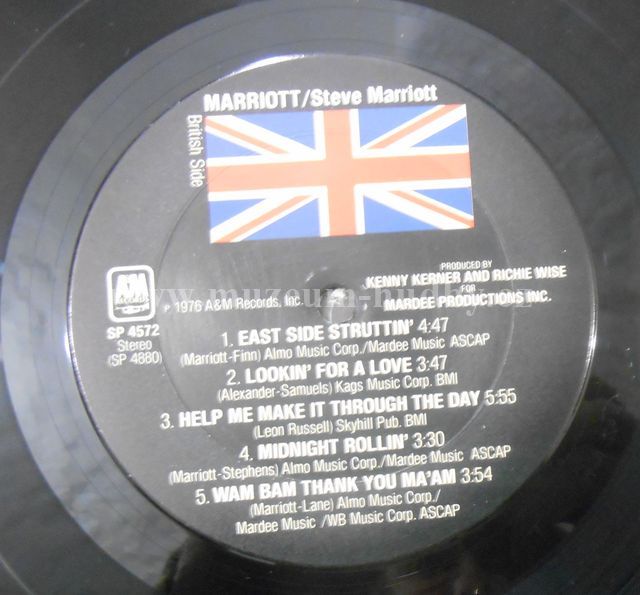 MARRIOTT/Steve Marriott
British Side
A&M
RECORDS
SP 4572
Stereo
(SP 4880)
℗ 1976 A&M Records, Inc.
PRODUCED BY
KENNY KERNER AND RICHIE WISE
FOR
MARDEE PRODUCTIONS INC.
1. EAST SIDE STRUTTIN' 4:47
(Marriott-Finn) Almo Music Corp./Mardee Music ASCAP
2. LOOKIN' FOR A LOVE 3:47
(Alexander-Samuels) Kags Music Corp. BMI
3. HELP ME MAKE IT THROUGH THE DAY 5:55
(Leon Russell) Skyhill Pub. BMI
4. MIDNIGHT ROLLIN' 3:30
(Marriott-Stephens) Almo Music Corp./Mardee Music ASCAP
5. WAM BAM THANK YOU MA'AM 3:54
(Marriott-Lane) Almo Music Corp./
Mardee Music /WB Music Corp. ASCAP